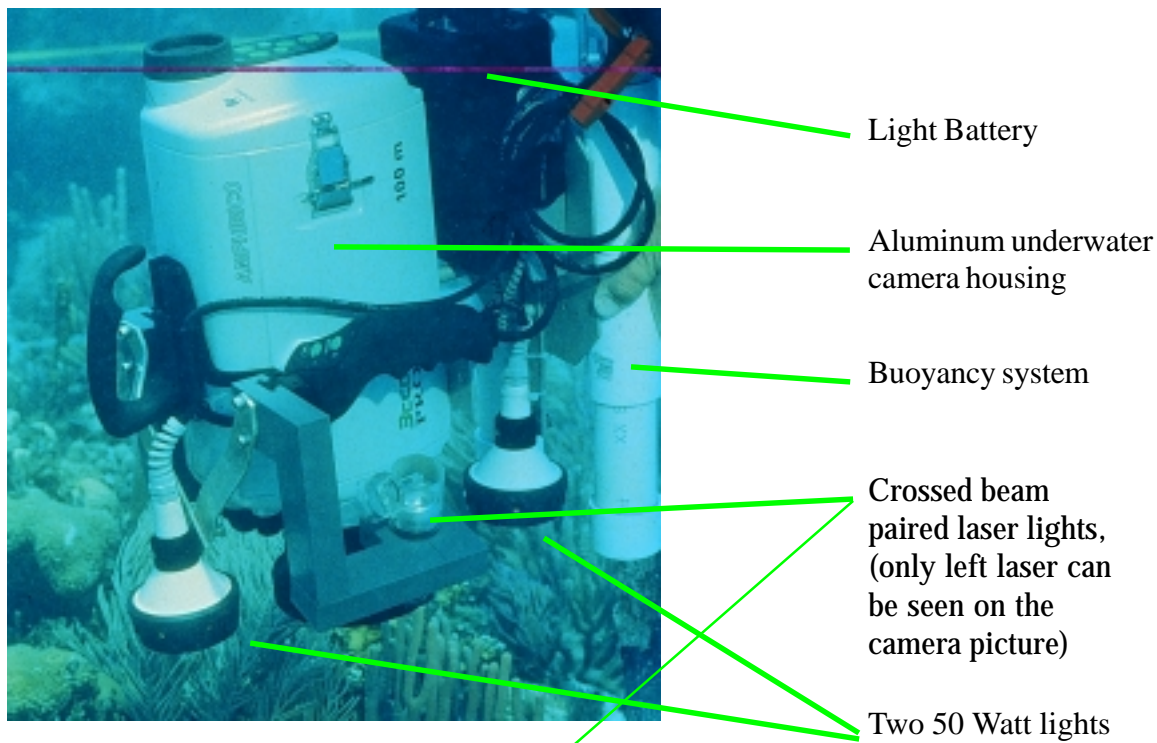 100 m
Light Battery
Aluminum underwater
camera housing
Buoyancy system
Crossed beam
paired laser lights,
(only left laser can
be seen on the
camera picture)
Two 50 Watt lights